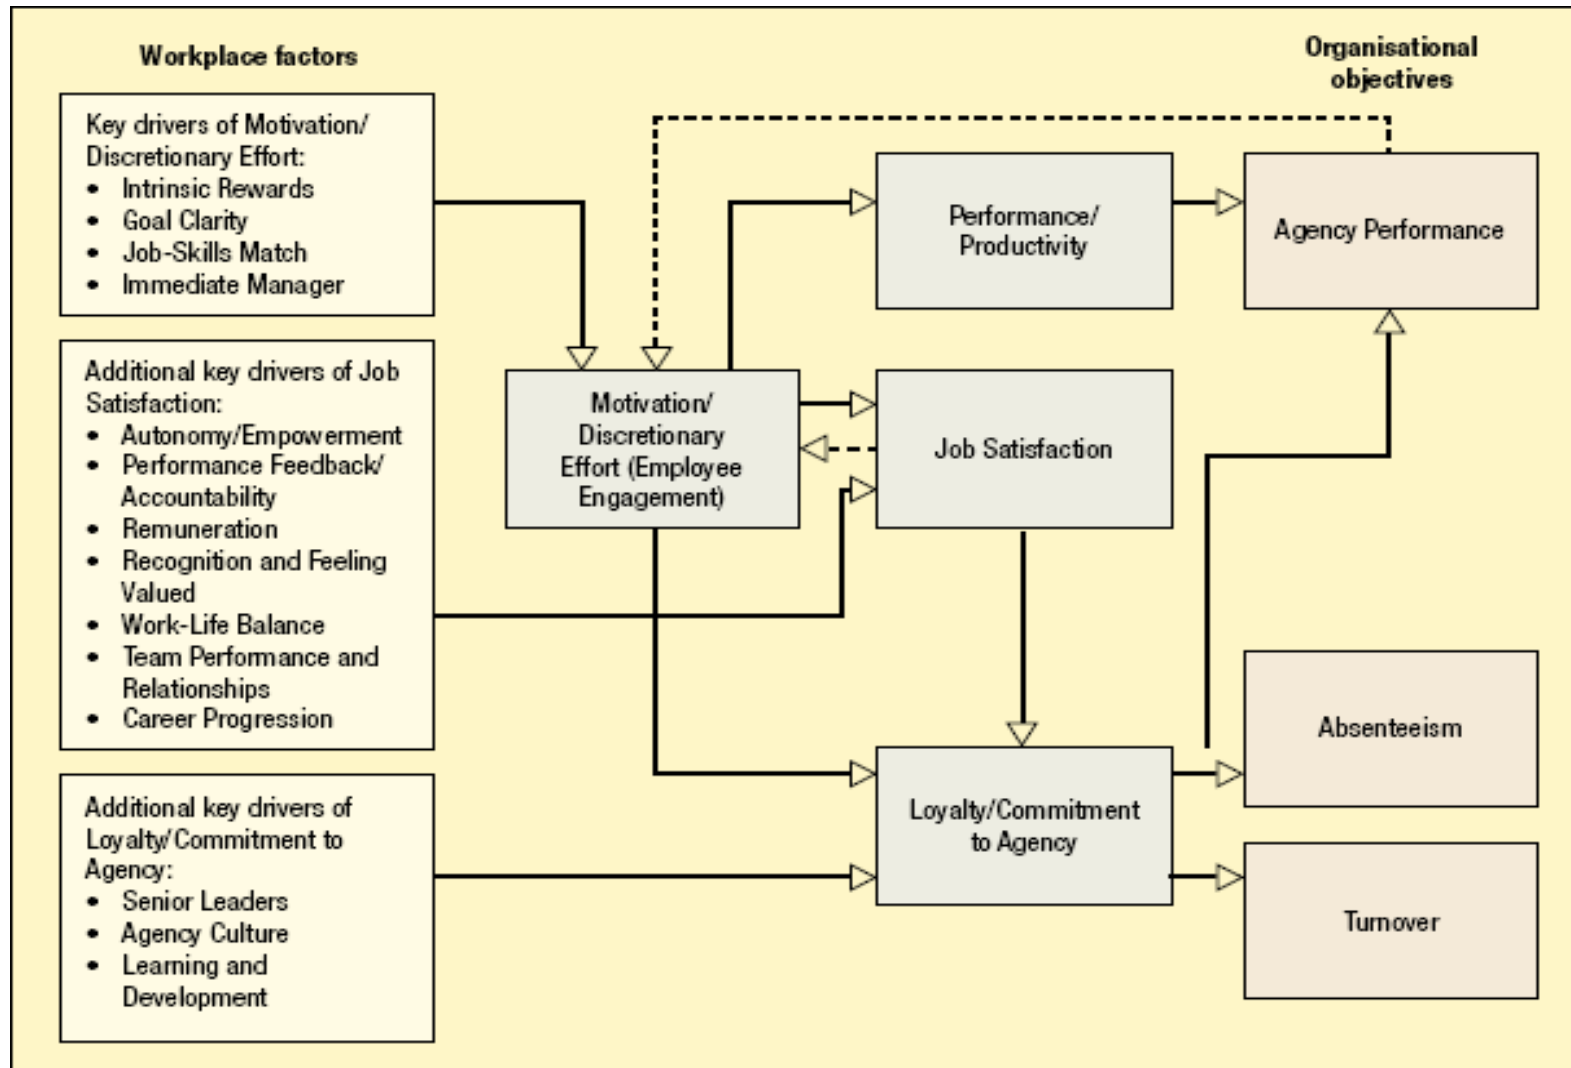 Workplace factors
Organisational
objectives
Key drivers of Motivation/
Discretionary Effort:
• Intrinsic Rewards
• Goal Clarity
• Job-Skills Match
• Immediate Manager
Additional key drivers of Job
Satisfaction:
• Autonomy/Empowerment
• Performance Feedback/
Accountability
• Remuneration
• Recognition and Feeling
Valued
• Work-Life Balance
• Team Performance and
Relationships
• Career Progression
Additional key drivers of
Loyalty/Commitment to
Agency:
• Senior Leaders
• Agency Culture
• Learning and
Development
Motivation/
Discretionary
Effort (Employee
Engagement)
Performance/
Productivity
Job Satisfaction
Loyalty/Commitment
to Agency
Agency Performance
Absenteeism
Turnover